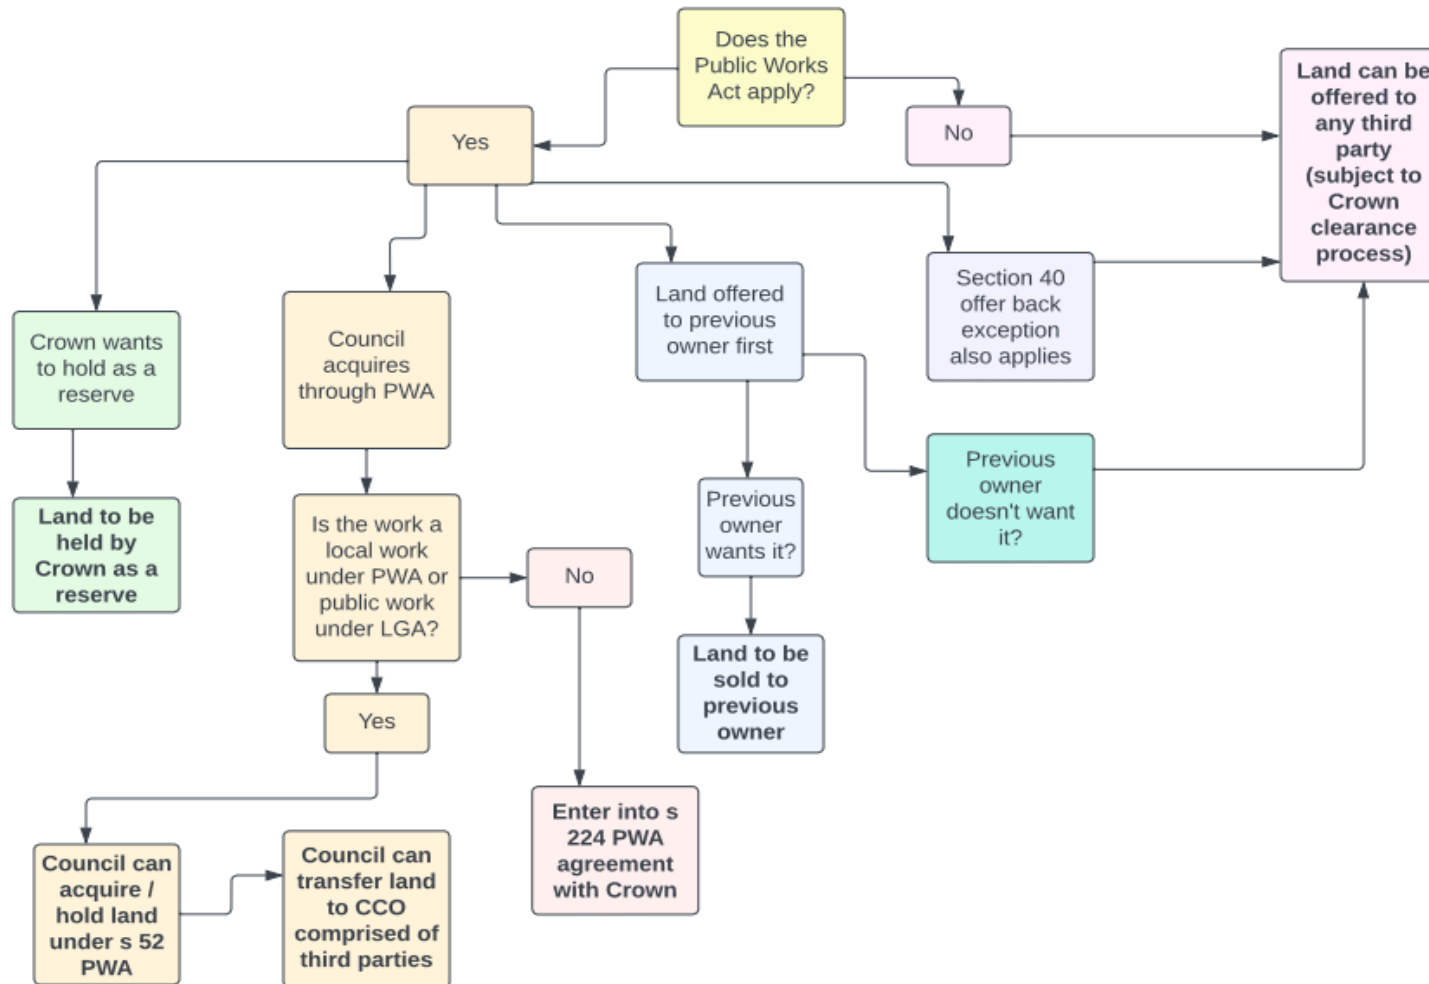 Does the
Public Works
Act apply?
Yes
No
Land can be
offered to
any third
party
(subject to
Crown
clearance
process)
Crown wants
to hold as a
reserve
Council
acquires
through PWA
Land offered
to previous
owner first
Section 40
offer back
exception
also applies
Land to be
held by
Crown as a
reserve
Is the work a
local work
under PWA or
public work
under LGA?
No
Previous
owner
wants it?
Previous
owner
doesn't want
it?
Land to be
sold to
previous
owner
Yes
Enter into s
224 PWA
agreement
with Crown
Council can
acquire /
hold land
under s 52
PWA
Council can
transfer land
to CCO
comprised of
third parties